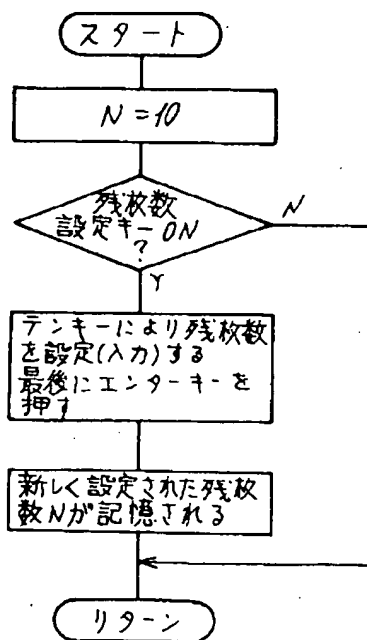 スタート
N=10
残枚数
設定キーON
?
N
Y
テンキーにより残枚数
を設定(入力)する
最後にエンターキーを
押す
新しく設定された残枚
数Nが記憶される
リターン